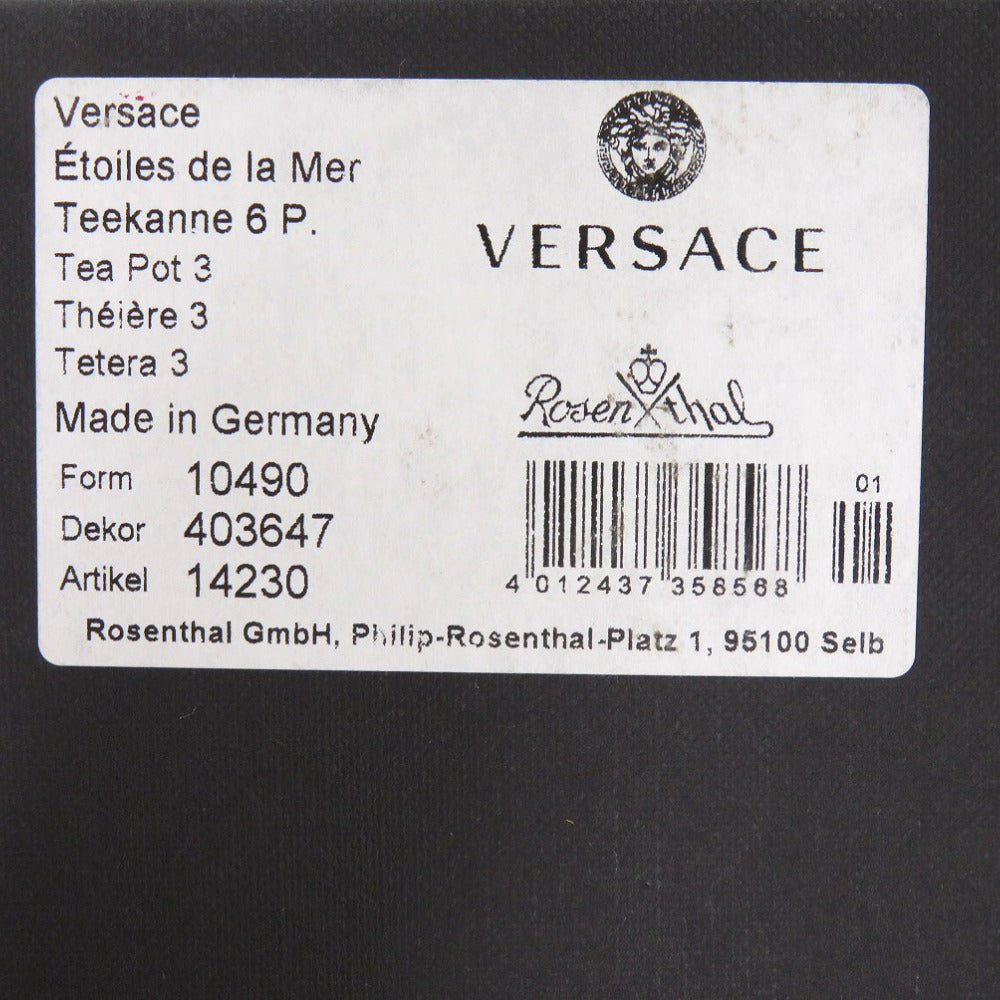 Versace
Étoiles de la Mer
Teekanne 6 P.
Tea Pot 3
Théière 3
Tetera 3
Made in Germany
Form 10490
Dekor 403647
Artikel 14230
VERSACE
Rosenthal
01
4 012437 358568
Rosenthal GmbH, Philip-Rosenthal-Platz 1, 95100 Selb